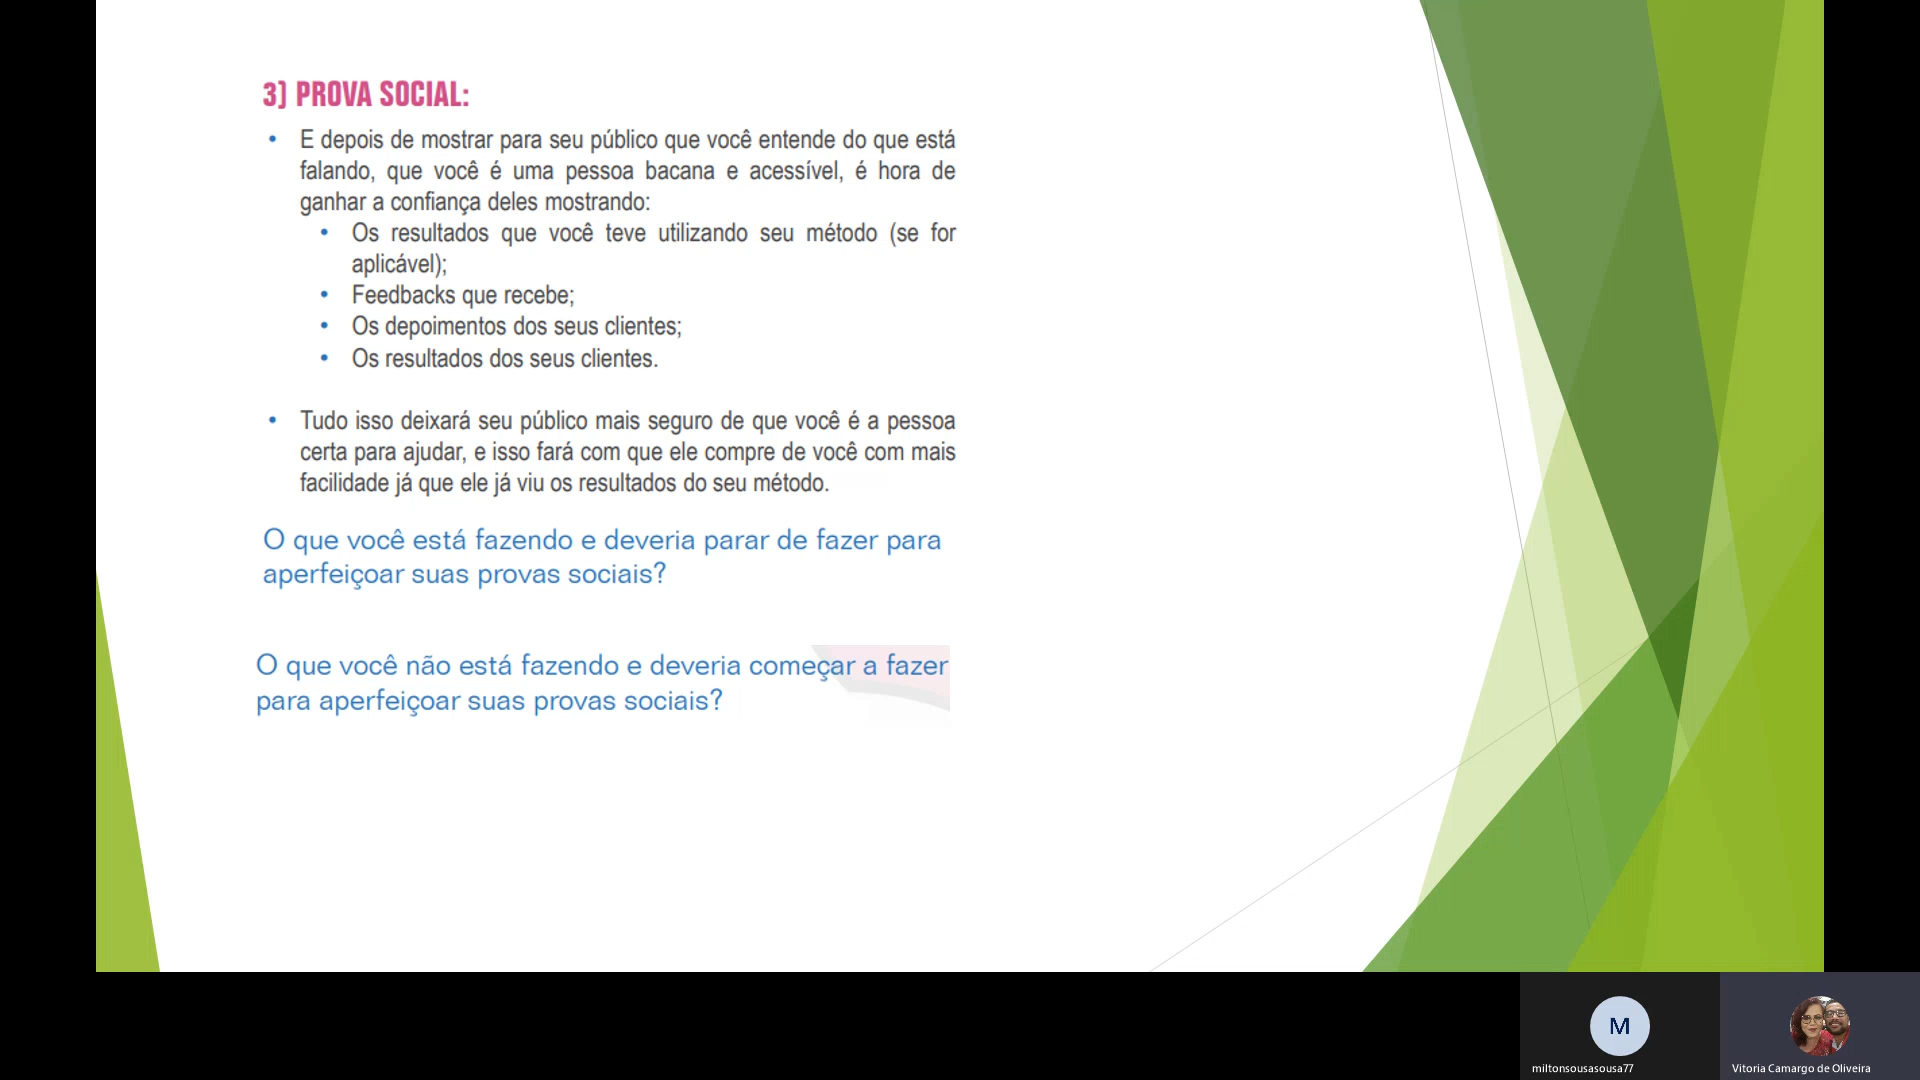 3) PROVA SOCIAL:
• E depois de mostrar para seu público que você entende do que está
falando, que você é uma pessoa bacana e acessível, é hora de
ganhar a confiança deles mostrando:
• Os resultados que você teve utilizando seu método (se for
aplicável);
• Feedbacks que recebe;
• Os depoimentos dos seus clientes;
• Os resultados dos seus clientes.
• Tudo isso deixará seu público mais seguro de que você é a pessoa
certa para ajudar, e isso fará com que ele compre de você com mais
facilidade já que ele já viu os resultados do seu método.
O que você está fazendo e deveria parar de fazer para
aperfeiçoar suas provas sociais?
O que você não está fazendo e deveria começar a fazer
para aperfeiçoar suas provas sociais?
M
miltonsousasousa77
Vitoria Camargo de Oliveira